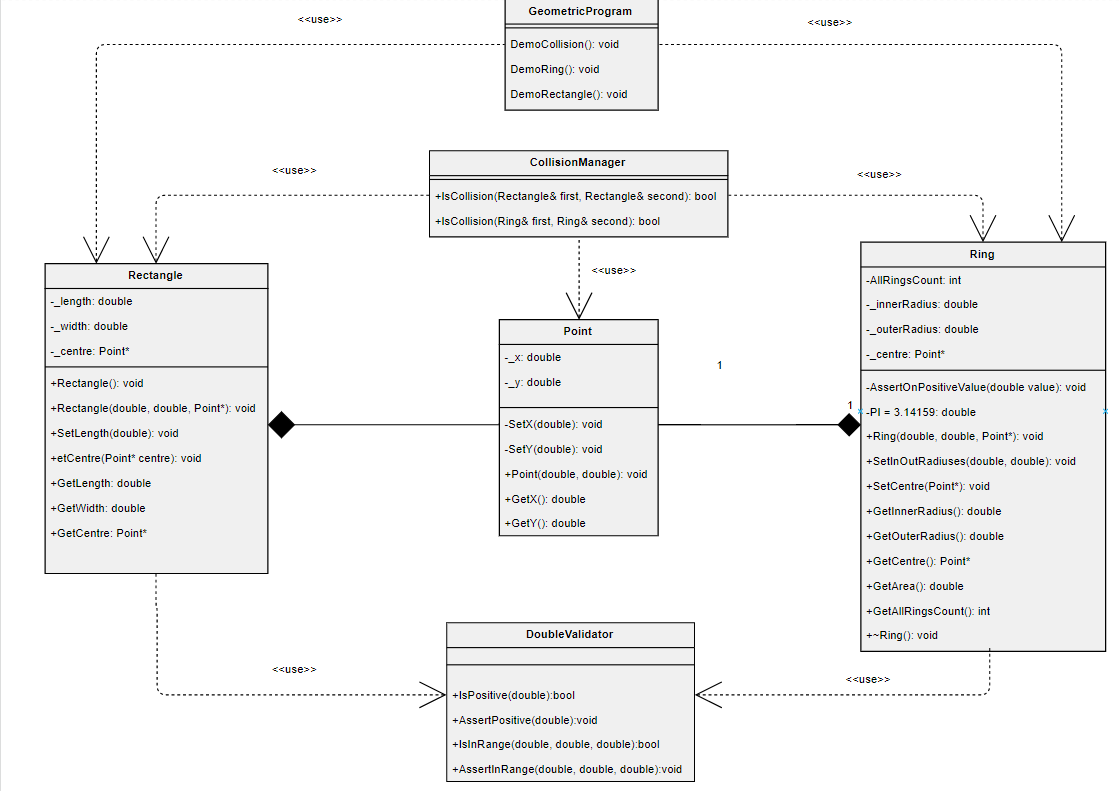 <<use>>
GeometricProgram
<<use>>
DemoCollision(): void
DemoRing(): void
DemoRectangle(): void
<<use>>
CollisionManager
<<use>>
+IsCollision(Rectangle& first, Rectangle& second): bool
+IsCollision(Ring& first, Ring& second): bool
<<use>>
Rectangle
-_length: double
-_width: double
-_centre: Point*
+Rectangle(): void
+Rectangle(double, double, Point*): void
+SetLength(double): void
+etCentre(Point* centre): void
+GetLength: double
+GetWidth: double
+GetCentre: Point*
Point
-_x: double
-_y: double
-SetX(double): void
-SetY(double): void
+Point(double, double): void
+GetX(): double
+GetY(): double
1
1
Ring
-AllRingsCount: int
-_innerRadius: double
-_outerRadius: double
-_centre: Point*
-AssertOnPositiveValue(double value): void
-PI = 3.14159: double
+Ring(double, double, Point*): void
+SetInOutRadiuses(double, double): void
+SetCentre(Point*): void
+GetInnerRadius(): double
+GetOuterRadius(): double
+GetCentre(): Point*
+GetArea(): double
+GetAllRingsCount(): int
+~Ring(): void
<<use>>
DoubleValidator
<<use>>
+IsPositive(double):bool
+AssertPositive(double):void
+IsInRange(double, double, double):bool
+AssertInRange(double, double, double):void